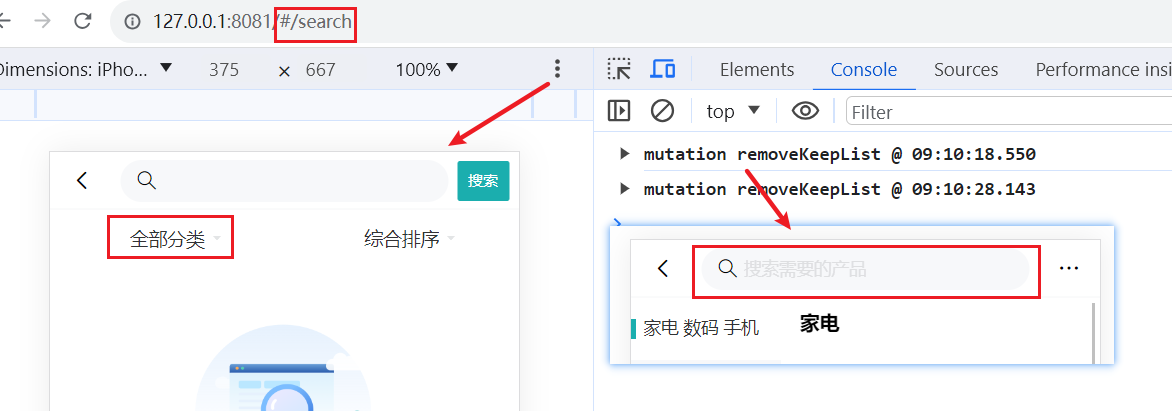 127.0.0.1:8081/#/search
Dimensions: iPho... 375 × 667 100%
Elements Console Sources Performance insi
top Filter
mutation removeKeepList @ 09:10:18.550
mutation removeKeepList @ 09:10:28.143
搜索
全部分类 综合排序
搜索需要的产品
家电 数码 手机 家电